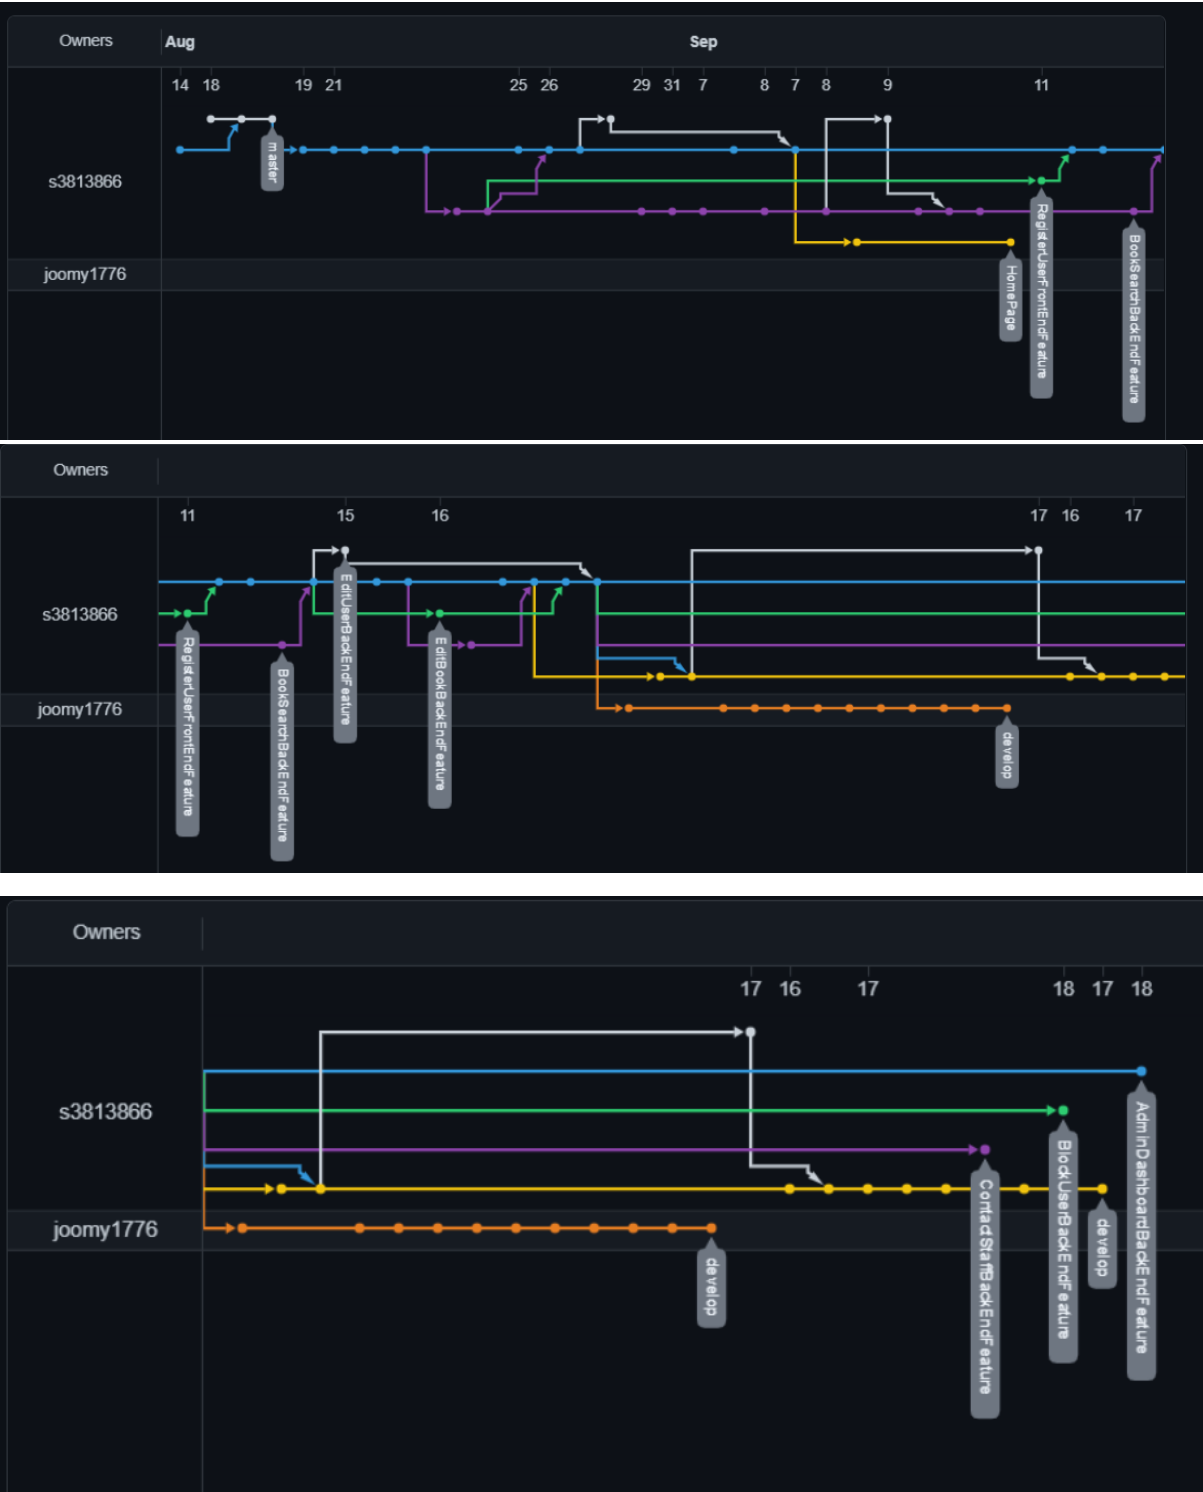 Owners Aug Sep
14 18 19 21 25 26 29 31 7 8 7 8 9 11
master
s3813866
RegisterUserFrontEndFeature
BookSearchBackEndFeature
joomy1776
HomePage
Owners
11 15 16 17 16 17
s3813866
EditUserBackEndFeature
RegisterUserFrontEndFeature
EditBookBackEndFeature
BookSearchBackEndFeature
joomy1776
develop
Owners
17 16 17 18 17 18
s3813866
AdminDashboardBackEndFeature
BlockUserBackEndFeature
ContactStaffBackEndFeature
develop
joomy1776
develop